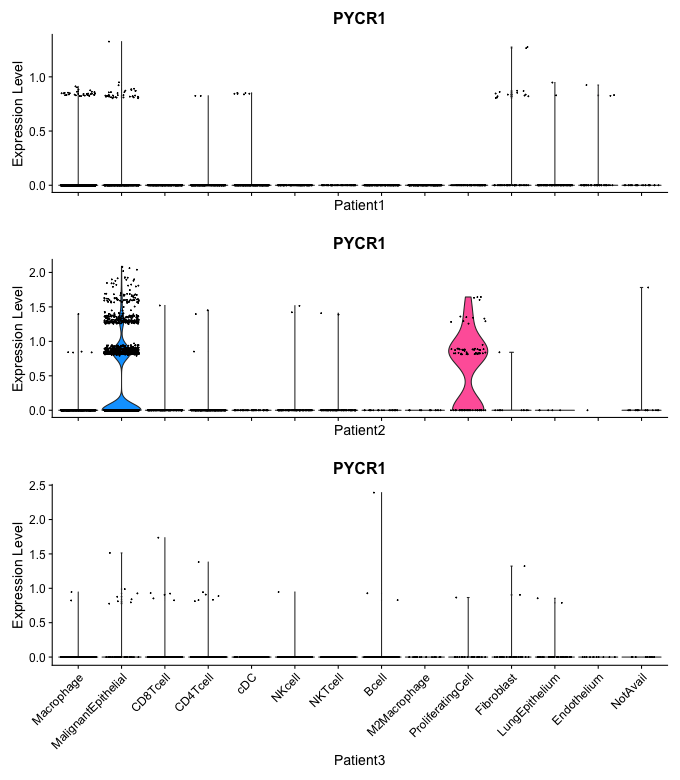 PYCR1
Expression Level
1.0
0.5
0.0
Patient1
PYCR1
Expression Level
2.0
1.5
1.0
0.5
0.0
Patient2
PYCR1
Expression Level
2.5
2.0
1.5
1.0
0.5
0.0
Macrophage
MalignantEpithelial
CD8Tcell
CD4Tcell
cDC
NKcell
NKTcell
Bcell
M2Macrophage
ProliferatingCell
Fibroblast
LungEpithelium
Endothelium
NotAvail
Patient3